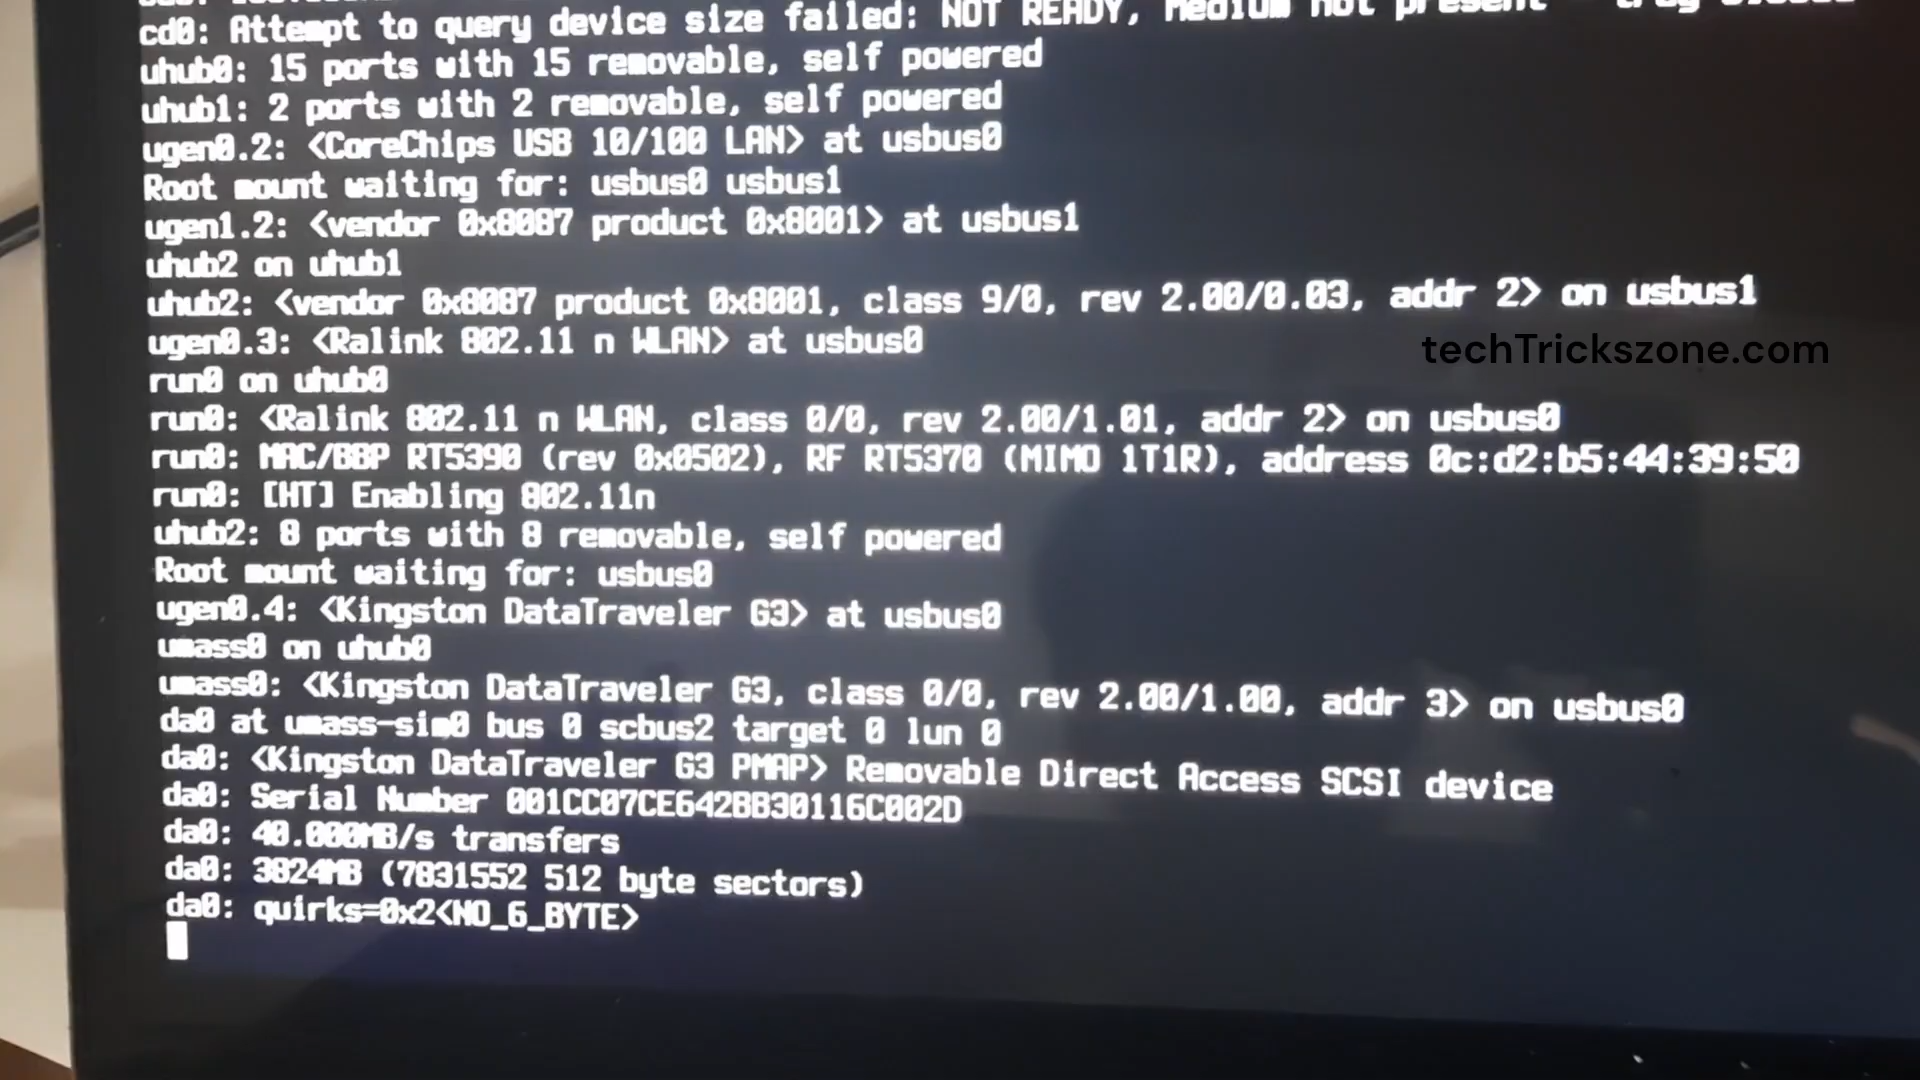 cd0: Attempt to query device size failed: NOT READY, Medium not present - tray closed
uhub0: 15 ports with 15 removable, self powered
uhub1: 2 ports with 2 removable, self powered
ugen0.2: <CoreChips USB 10/100 LAN> at usbus0
Root mount waiting for: usbus0 usbus1
ugen1.2: <vendor 0x8087 product 0x8001> at usbus1
uhub2 on uhub1
uhub2: <vendor 0x8087 product 0x8001, class 9/0, rev 2.00/0.03, addr 2> on usbus1
ugen0.3: <Ralink 802.11 n WLAN> at usbus0
techTrickszone.com
run0 on uhub0
run0: <Ralink 802.11 n WLAN, class 0/0, rev 2.00/1.01, addr 2> on usbus0
run0: MAC/BBP RT5390 (rev 0x0502), RF RT5370 (MIMO 1T1R), address 0c:d2:b5:44:39:50
run0: [HT] Enabling 802.11n
uhub2: 8 ports with 8 removable, self powered
Root mount waiting for: usbus0
ugen0.4: <Kingston DataTraveler G3> at usbus0
umass0 on uhub0
umass0: <Kingston DataTraveler G3, class 0/0, rev 2.00/1.00, addr 3> on usbus0
da0 at umass-sim0 bus 0 scbus2 target 0 lun 0
da0: <Kingston DataTraveler G3 PMAP> Removable Direct Access SCSI device
da0: Serial Number 001CC07CE642BB30116C002D
da0: 40.000MB/s transfers
da0: 3824MB (7831552 512 byte sectors)
da0: quirks=0x2<NO_6_BYTE>